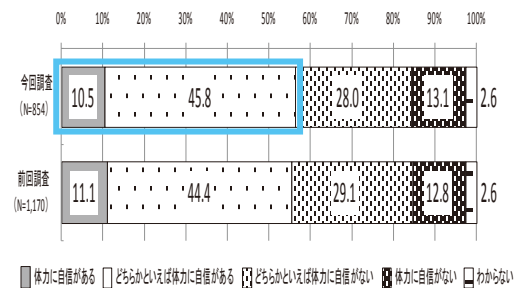 0% 10% 20% 30% 40% 50% 60% 70% 80% 90% 100%
今回調査
(N=854)
10.5 45.8 28.0 13.1 2.6
前回調査
(N=1,170)
11.1 44.4 29.1 12.8 2.6
体力に自信がある どちらかといえば体力に自信がある どちらかといえば体力に自信がない 体力に自信がない わからない